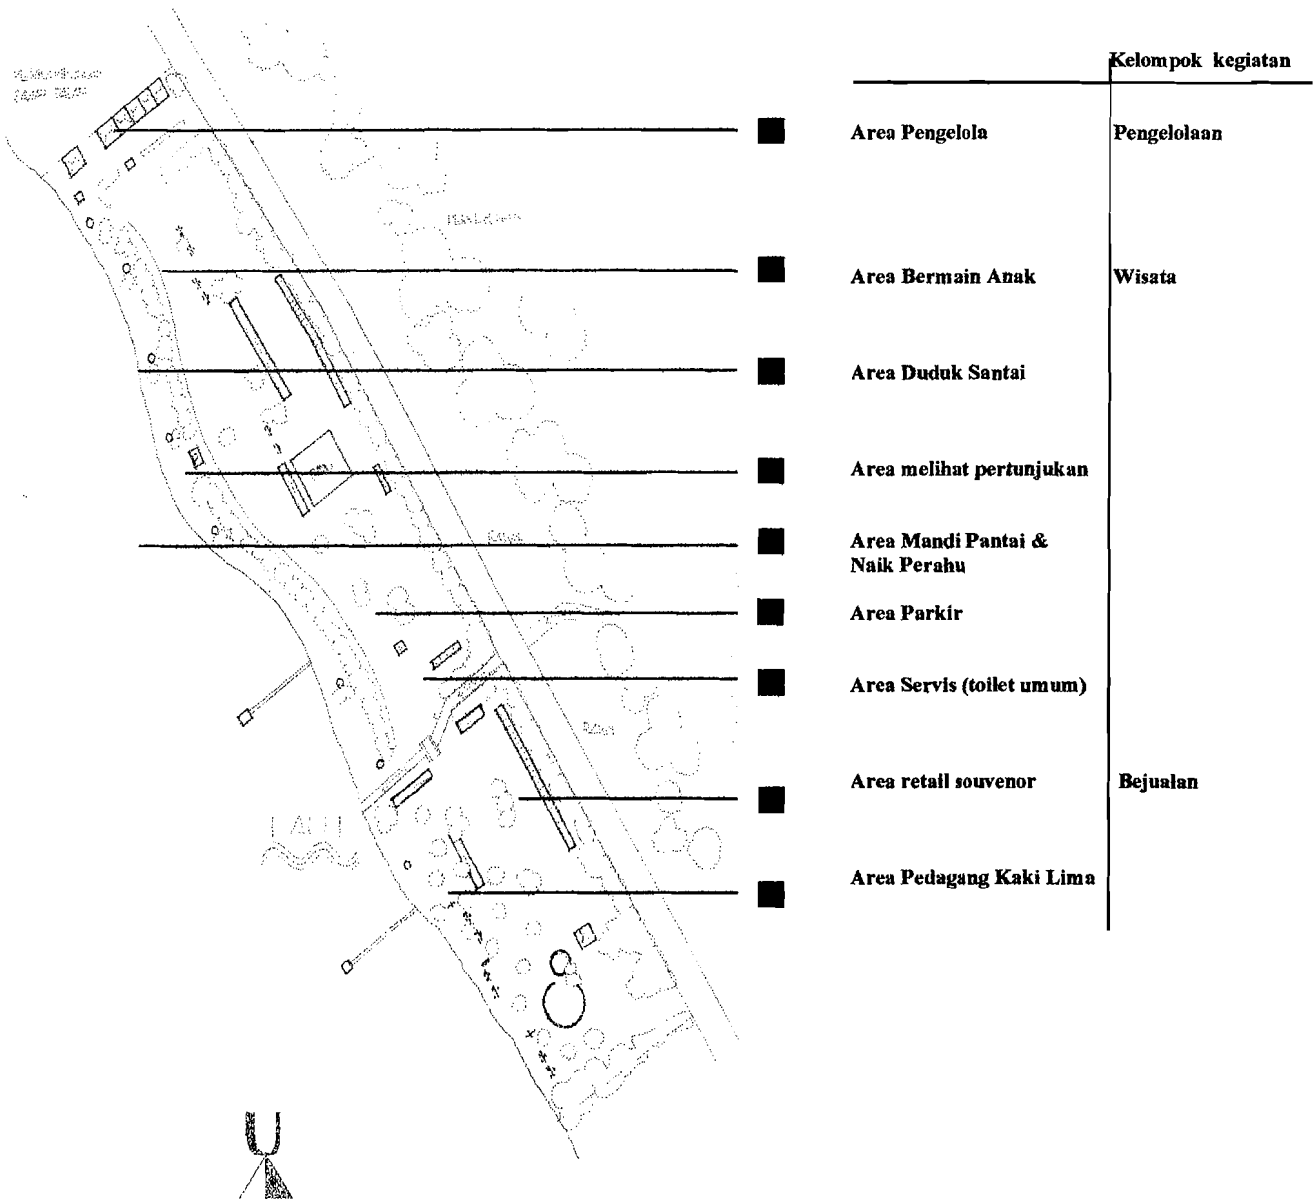 Kelompok kegiatan
Area Pengelola
Pengelolaan
Area Bermain Anak
Wisata
Area Duduk Santai
Area melihat pertunjukan
Area Mandi Pantai &
Naik Perahu
Area Parkir
Area Servis (toilet umum)
Area retail souvenor
Bejualan
Area Pedagang Kaki Lima
LAUT
U